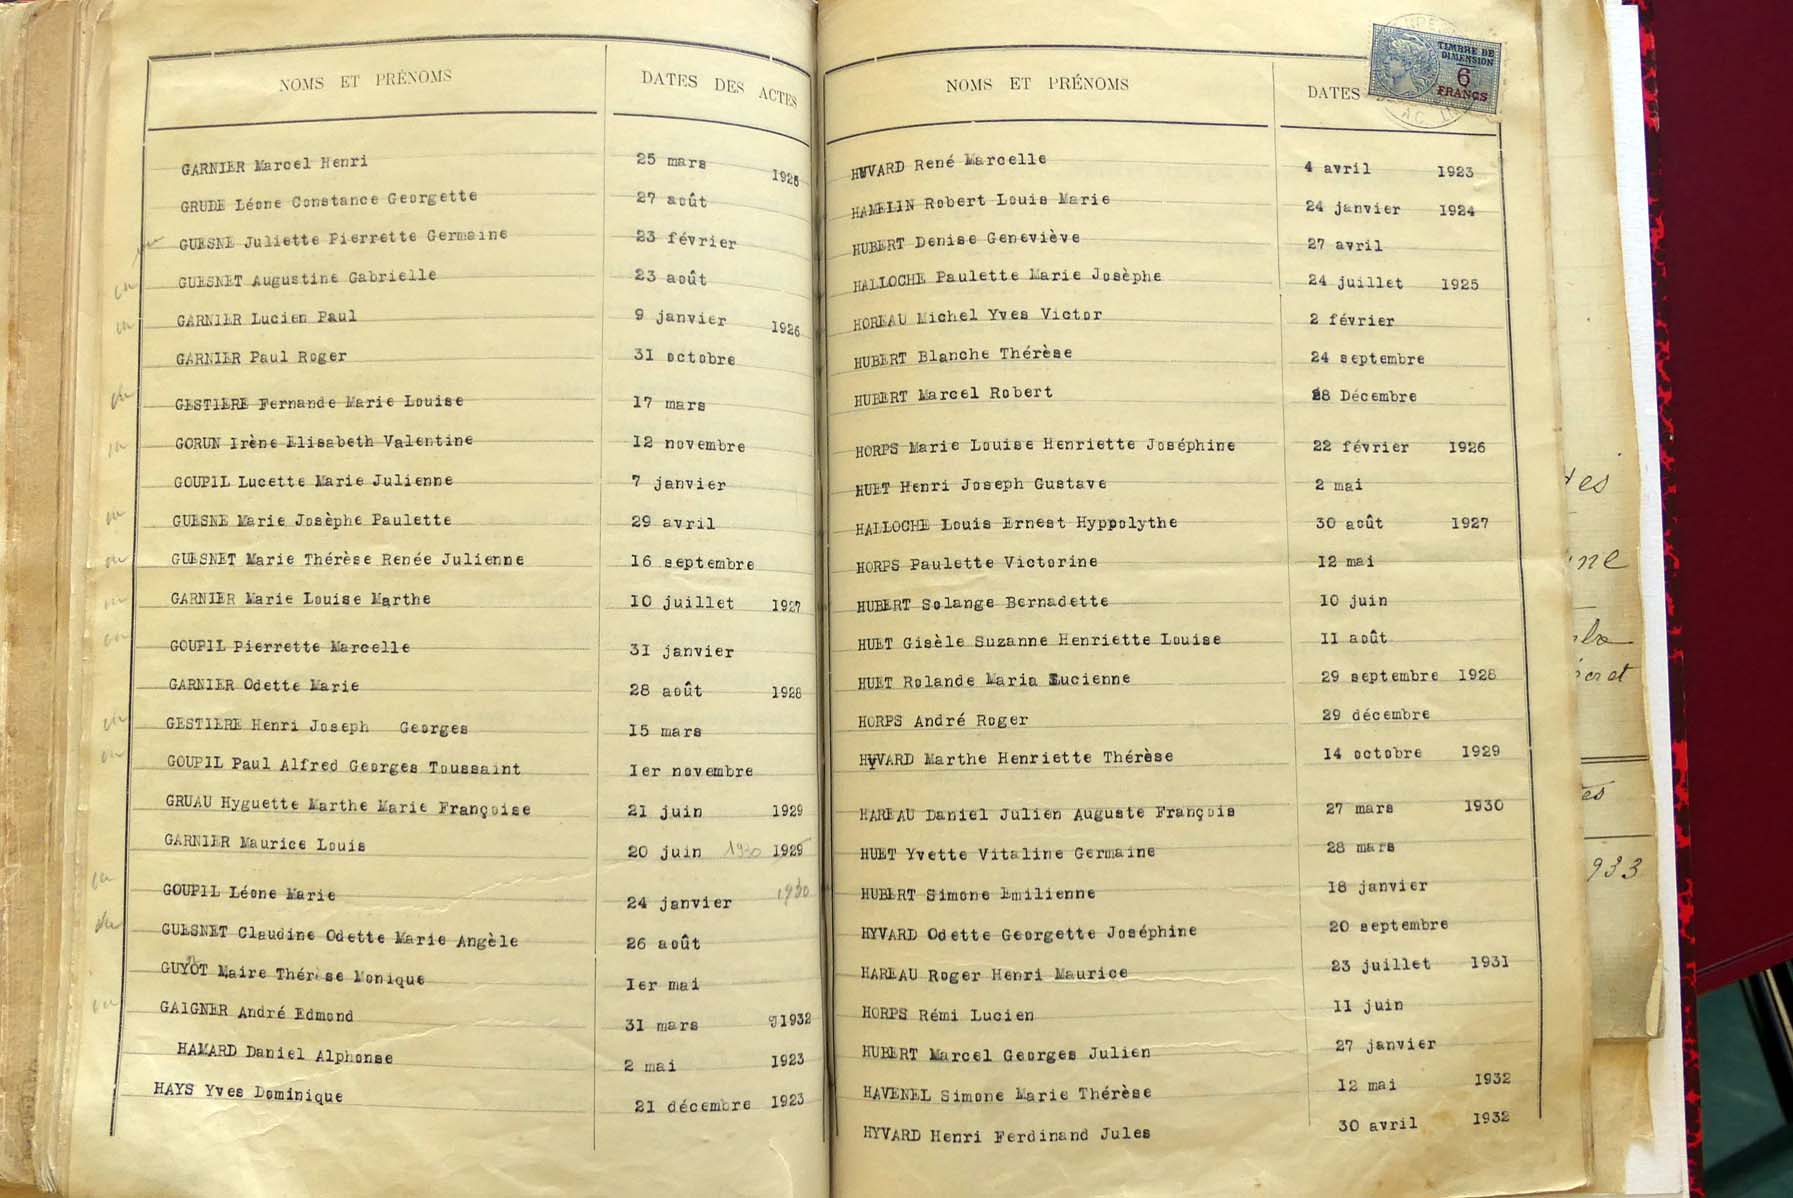 NOMS ET PRÉNOMS DATES DES ACTES
GARNIER Marcel Henri 25 mars 1925
GRUDE Léone Constance Georgette 27 août
GUESNE Juliette Pierrette Germaine 23 février
GUESNET Augustine Gabrielle 23 août
GARNIER Lucien Paul 9 janvier 1926
GARNIER Paul Roger 31 octobre
GESTIERE Fernande Marie Louise 17 mars
GORUN Irène Elisabeth Valentine 12 novembre
GOUPIL Lucette Marie Julienne 7 janvier
GUESNE Marie Josèphe Paulette 29 avril
GUESNET Marie Thérèse Renée Julienne 16 septembre
GARNIER Marie Louise Marthe 10 juillet 1927
GOUPIL Pierrette Marcelle 31 janvier
GARNIER Odette Marie 28 août 1928
GESTIERE Henri Joseph Georges 15 mars
GOUPIL Paul Alfred Georges Toussaint 1er novembre
GRUAU Hyguette Marthe Marie Françoise 21 juin 1929
GARNIER Maurice Louis 20 juin 1930 1929
GOUPIL Léone Marie 24 janvier 1930
GUESNET Claudine Odette Marie Angèle 26 août
GUYOT Maire Thérèse Monique 1er mai
GAIGNER André Edmond 31 mars 1932
HAMARD Daniel Alphonse 2 mai 1923
HAYS Yves Dominique 21 décembre 1923
NOMS ET PRÉNOMS DATES
TIMBRE DE
DIMENSION
6
FRANCS
HYVARD René Marcelle 4 avril 1923
HAMELIN Robert Louis Marie 24 janvier 1924
HUBERT Denise Geneviève 27 avril
HALLOCHE Paulette Marie Josèphe 24 juillet 1925
HOREAU Michel Yves Victor 2 février
HUBERT Blanche Thérèse 24 septembre
HUBERT Marcel Robert 28 Décembre
HORPS Marie Louise Henriette Joséphine 22 février 1926
HUET Henri Joseph Gustave 2 mai
HALLOCHE Louis Ernest Hyppolythe 30 août 1927
HORPS Paulette Victorine 12 mai
HUBERT Solange Bernadette 10 juin
HUET Gisèle Suzanne Henriette Louise 11 août
HUET Rolande Maria Lucienne 29 septembre 1928
HORPS André Roger 29 décembre
HYVARD Marthe Henriette Thérèse 14 octobre 1929
HAREAU Daniel Julien Auguste François 27 mars 1930
HUET Yvette Vitaline Germaine 28 mars
HUBERT Simone Emilienne 18 janvier
HYVARD Odette Georgette Joséphine 20 septembre
HAREAU Roger Henri Maurice 23 juillet 1931
HORPS Rémi Lucien 11 juin
HUBERT Marcel Georges Julien 27 janvier
HAVENEL Simone Marie Thérèse 12 mai 1932
HYVARD Henri Ferdinand Jules 30 avril 1932
933